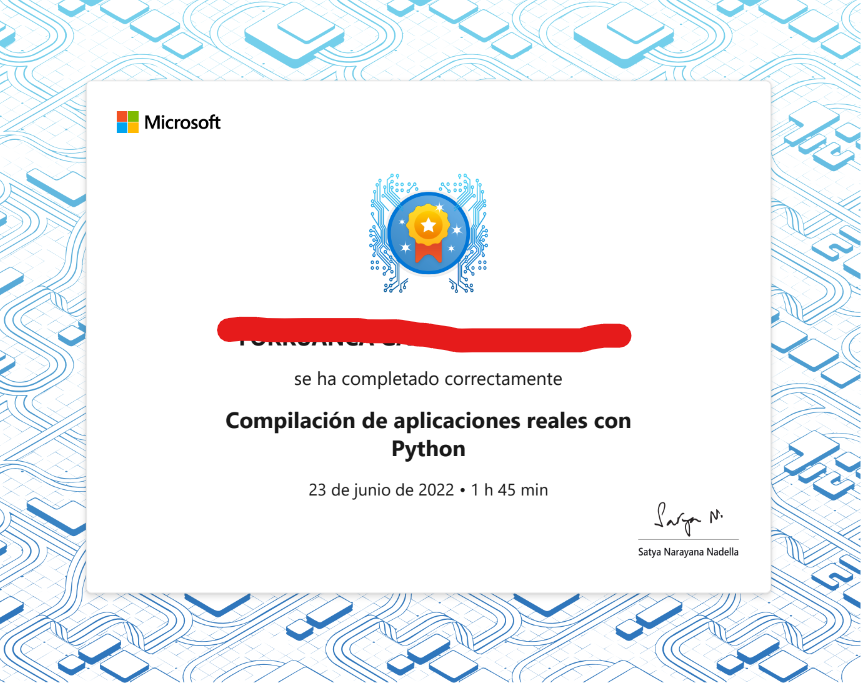 Microsoft
se ha completado correctamente
Compilación de aplicaciones reales con
Python
23 de junio de 2022 • 1 h 45 min
Satya N.
Satya Narayana Nadella